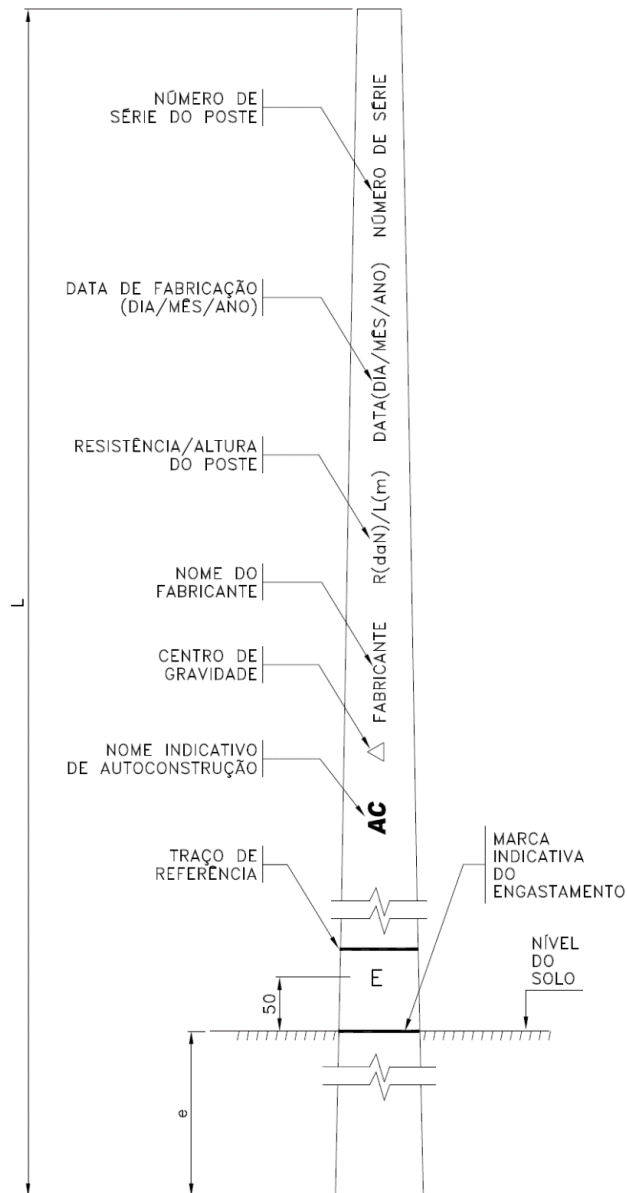 NÚMERO DE
SÉRIE DO POSTE
NÚMERO DE SÉRIE
DATA DE FABRICAÇÃO
(DIA/MÊS/ANO)
DATA(DIA/MÊS/ANO)
RESISTÊNCIA/ALTURA
DO POSTE
R(daN)/L(m)
NOME DO
FABRICANTE
FABRICANTE
L
CENTRO DE
GRAVIDADE
NOME INDICATIVO
DE AUTOCONSTRUÇÃO
AC
TRAÇO DE
REFERÊNCIA
MARCA
INDICATIVA
DO
ENGASTAMENTO
E
50
NÍVEL
DO
SOLO
e